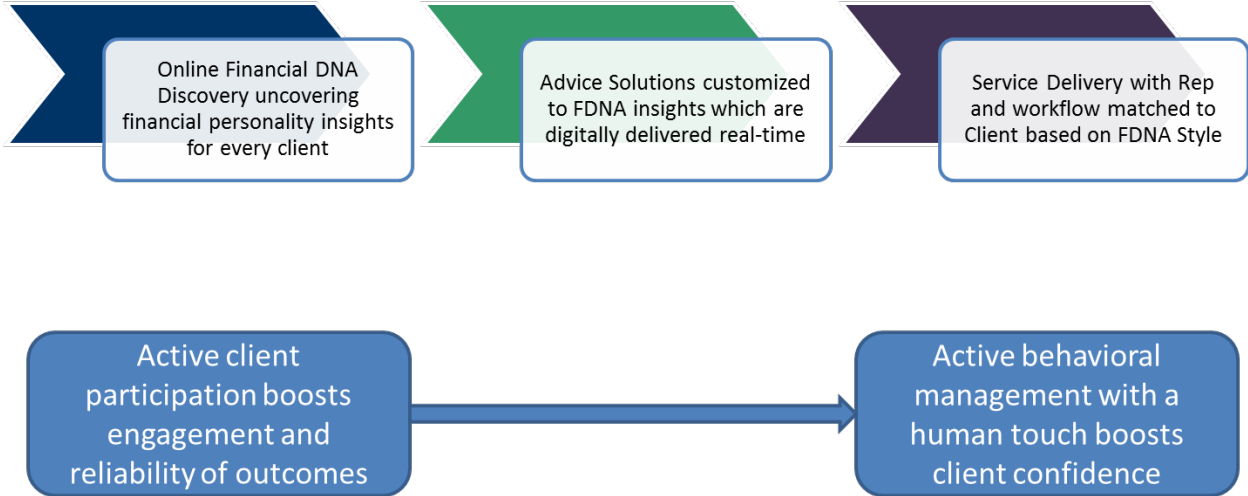 Online Financial DNA
Discovery uncovering
financial personality insights
for every client
Advice Solutions customized
to FDNA insights which are
digitally delivered real-time
Service Delivery with Rep
and workflow matched to
Client based on FDNA Style
Active client
participation boosts
engagement and
reliability of outcomes
Active behavioral
management with a
human touch boosts
client confidence